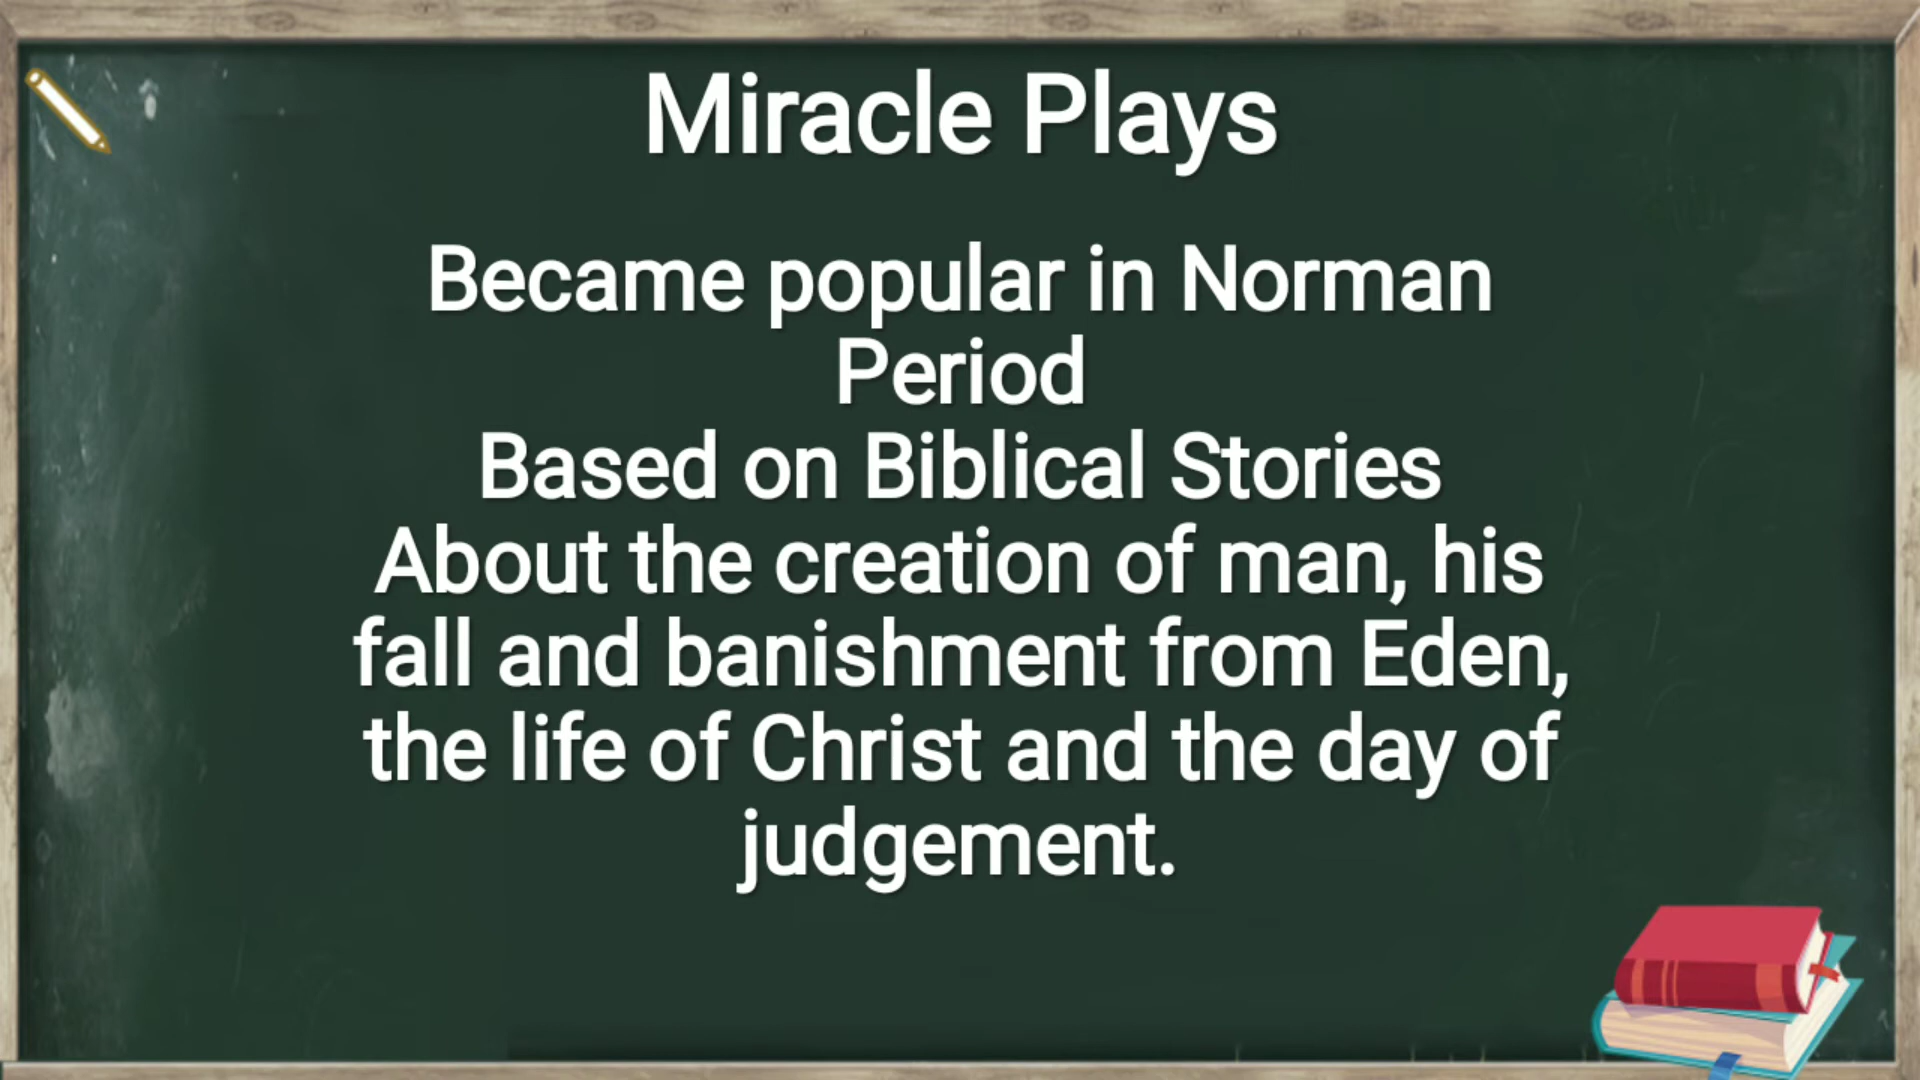 Miracle Plays
Became popular in Norman
Period
Based on Biblical Stories
About the creation of man, his
fall and banishment from Eden,
the life of Christ and the day of
judgement.